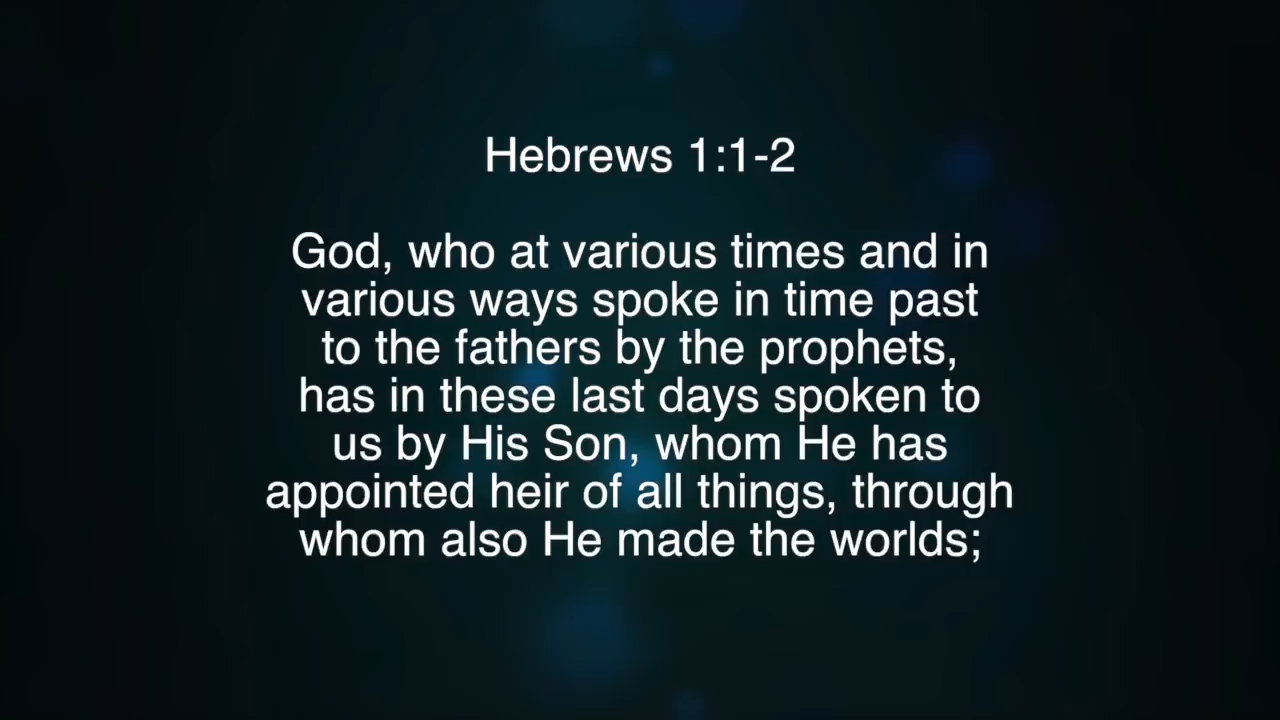 Hebrews 1:1-2
God, who at various times and in
various ways spoke in time past
to the fathers by the prophets,
has in these last days spoken to
us by His Son, whom He has
appointed heir of all things, through
whom also He made the worlds;